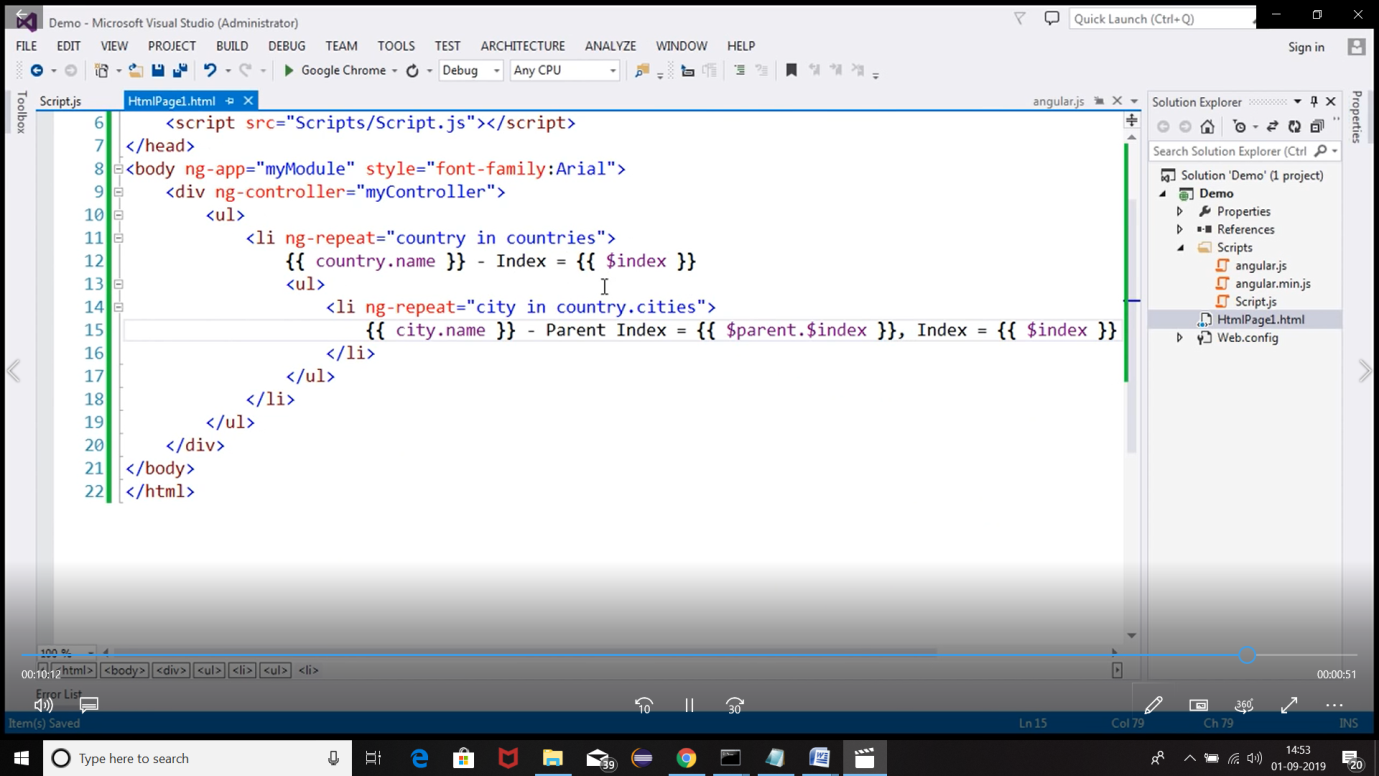 Demo - Microsoft Visual Studio (Administrator)
Quick Launch (Ctrl+Q)
FILE EDIT VIEW PROJECT BUILD DEBUG TEAM TOOLS TEST ARCHITECTURE ANALYZE WINDOW HELP
Sign in
Google Chrome
Debug
Any CPU
Toolbox
Script.js
HtmlPage1.html
angular.js
6 <script src="Scripts/Script.js"></script>
7 </head>
8 <body ng-app="myModule" style="font-family:Arial">
9 <div ng-controller="myController">
10 <ul>
11 <li ng-repeat="country in countries">
12 {{ country.name }} - Index = {{ $index }}
13 <ul>
14 <li ng-repeat="city in country.cities">
15 {{ city.name }} - Parent Index = {{ $parent.$index }}, Index = {{ $index }}
16 </li>
17 </ul>
18 </li>
19 </ul>
20 </div>
21 </body>
22 </html>
Solution Explorer
Search Solution Explorer (Ctrl
Solution 'Demo' (1 project)
Demo
Properties
References
Scripts
angular.js
angular.min.js
Script.js
HtmlPage1.html
Web.config
Properties
100 %
<html> <body> <div> <ul> <li> <ul> <li>
00:10:12
00:00:51
Error List
10
30
360
Item(s) Saved
Ln 15
Col 79
Ch 79
INS
Type here to search
39
14:53
01-09-2019
20